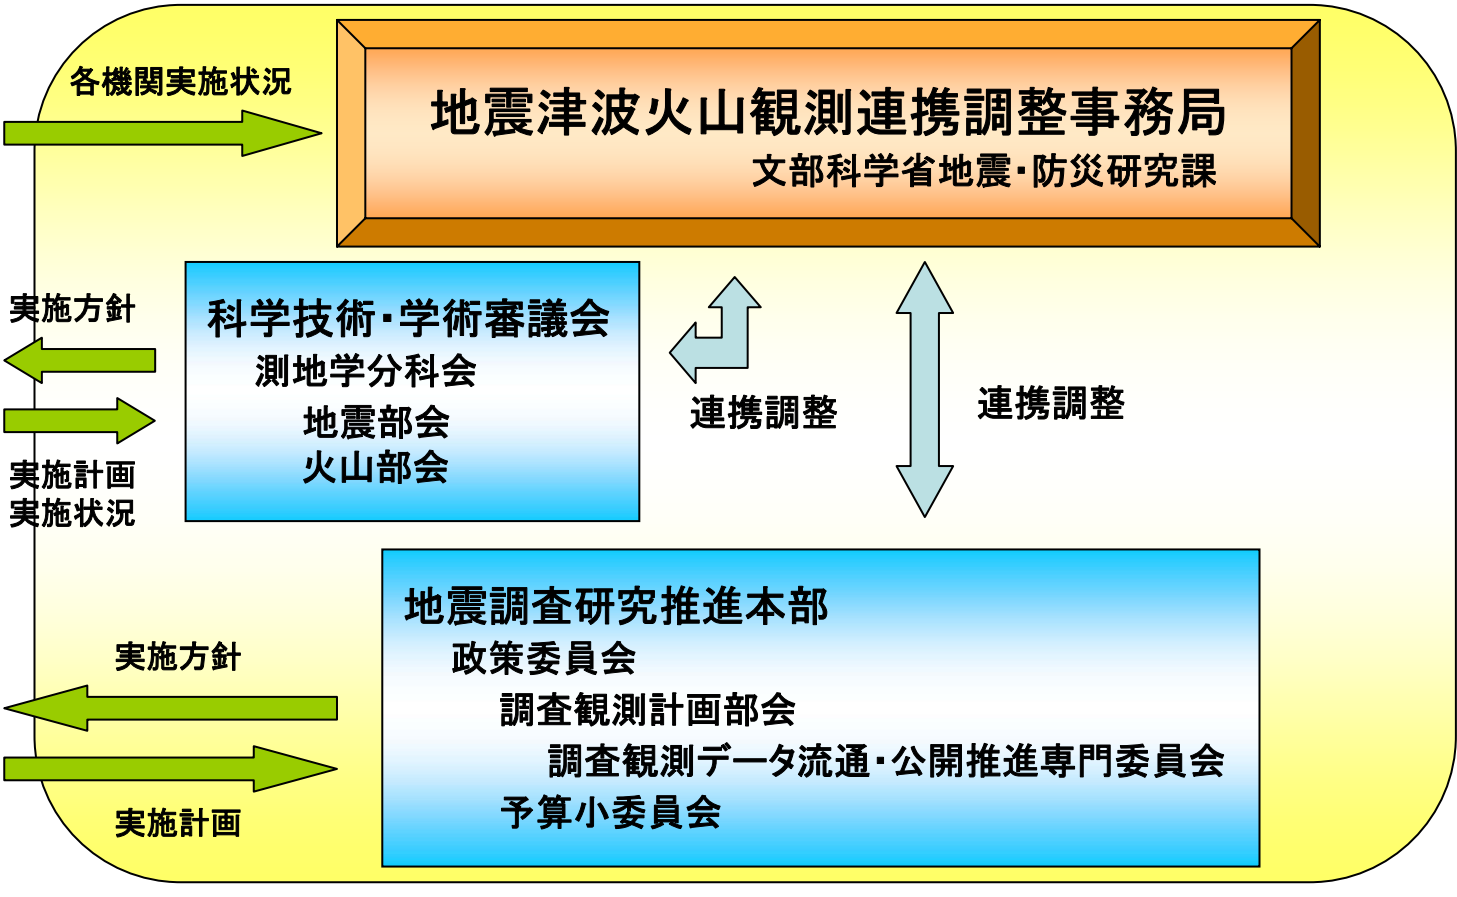 各機関実施状況
地震津波火山観測連携調整事務局
文部科学省地震・防災研究課
実施方針
科学技術・学術審議会
測地学分科会
地震部会
火山部会
連携調整
連携調整
実施計画
実施状況
地震調査研究推進本部
政策委員会
調査観測計画部会
調査観測データ流通・公開推進専門委員会
予算小委員会
実施方針
実施計画